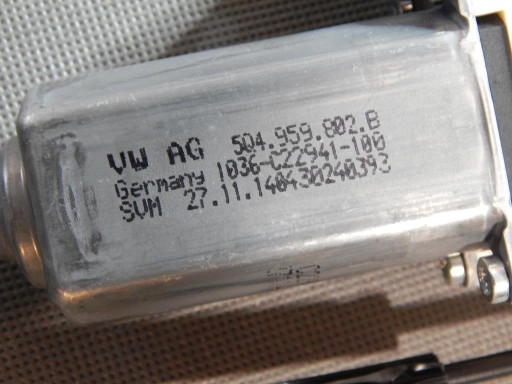 VW AG 5Q4.959.802.B
Germany 1036-C22941-100
SVM 27.11.140430240393